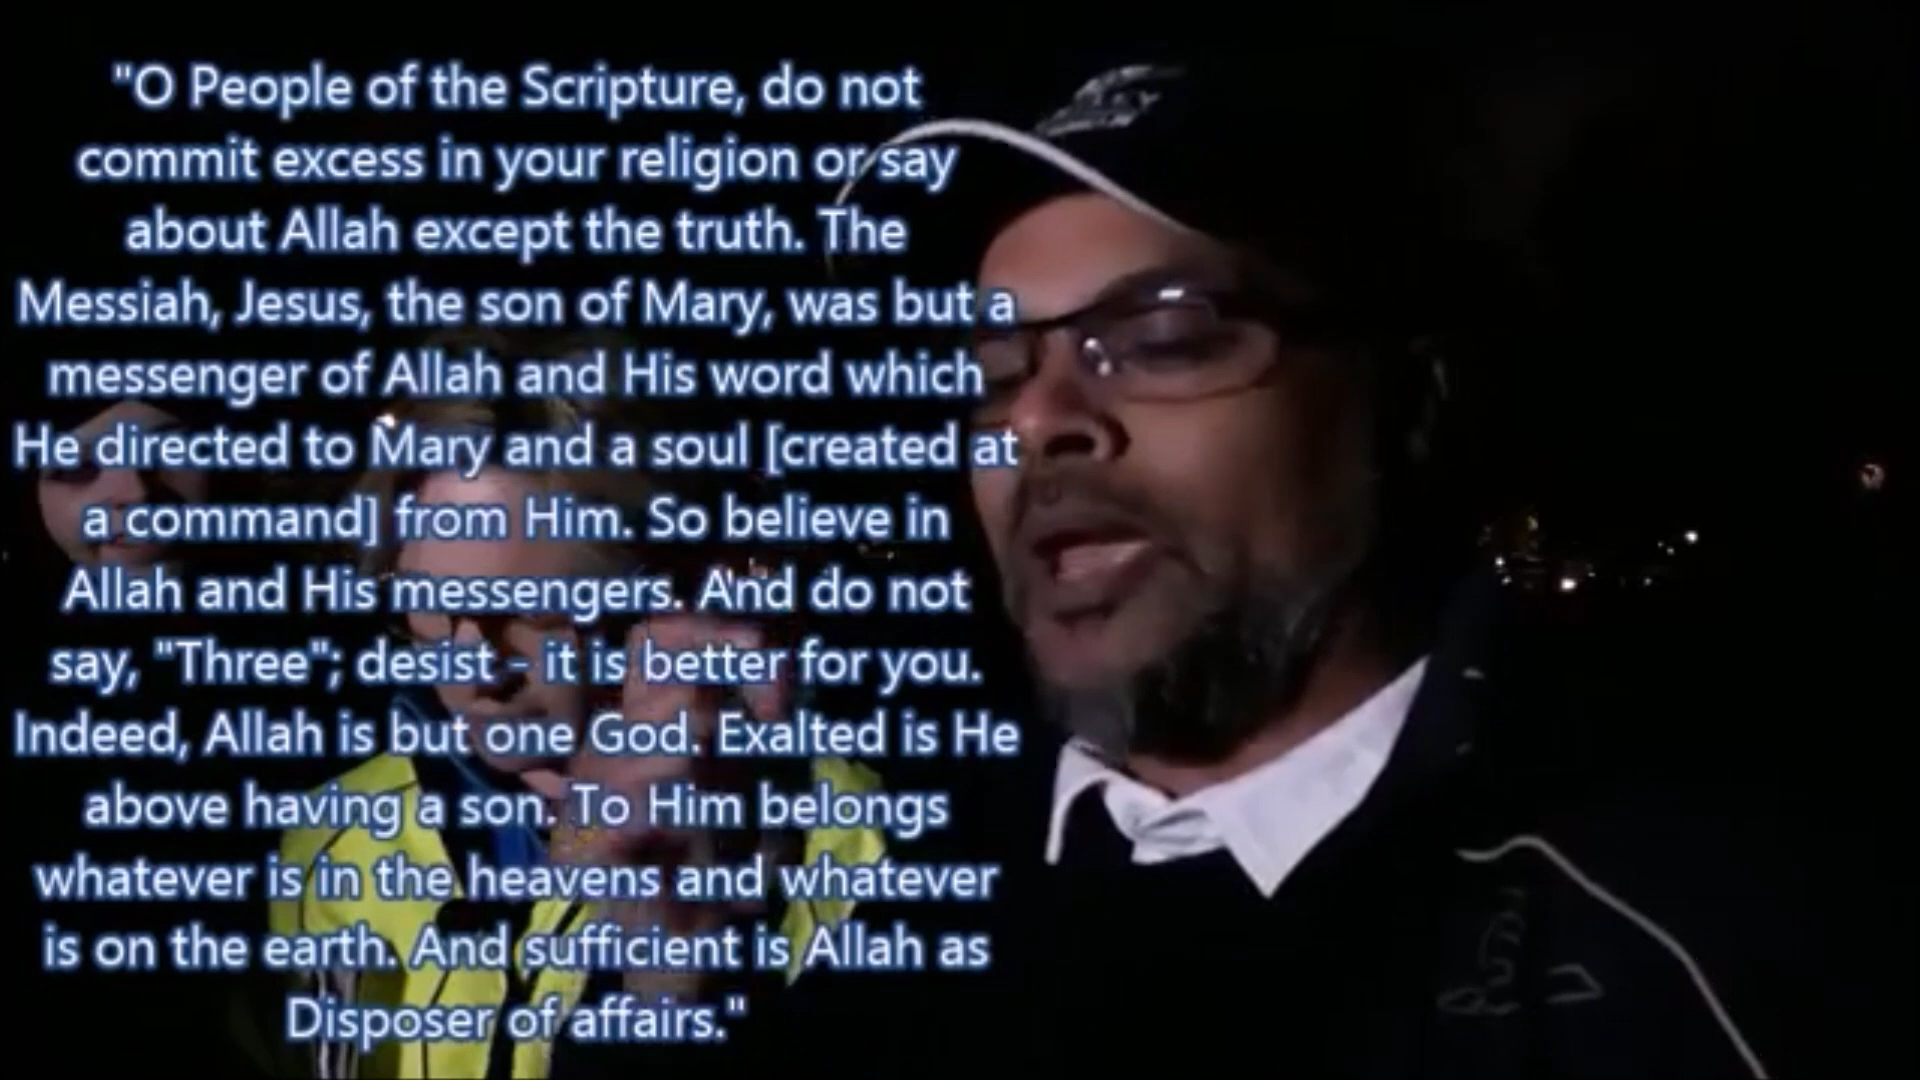 "O People of the Scripture, do not
commit excess in your religion or say
about Allah except the truth. The
Messiah, Jesus, the son of Mary, was but a
messenger of Allah and His word which
He directed to Mary and a soul [created at
a command] from Him. So believe in
Allah and His messengers. And do not
say, "Three"; desist - it is better for you.
Indeed, Allah is but one God. Exalted is He
above having a son. To Him belongs
whatever is in the heavens and whatever
is on the earth. And sufficient is Allah as
Disposer of affairs."